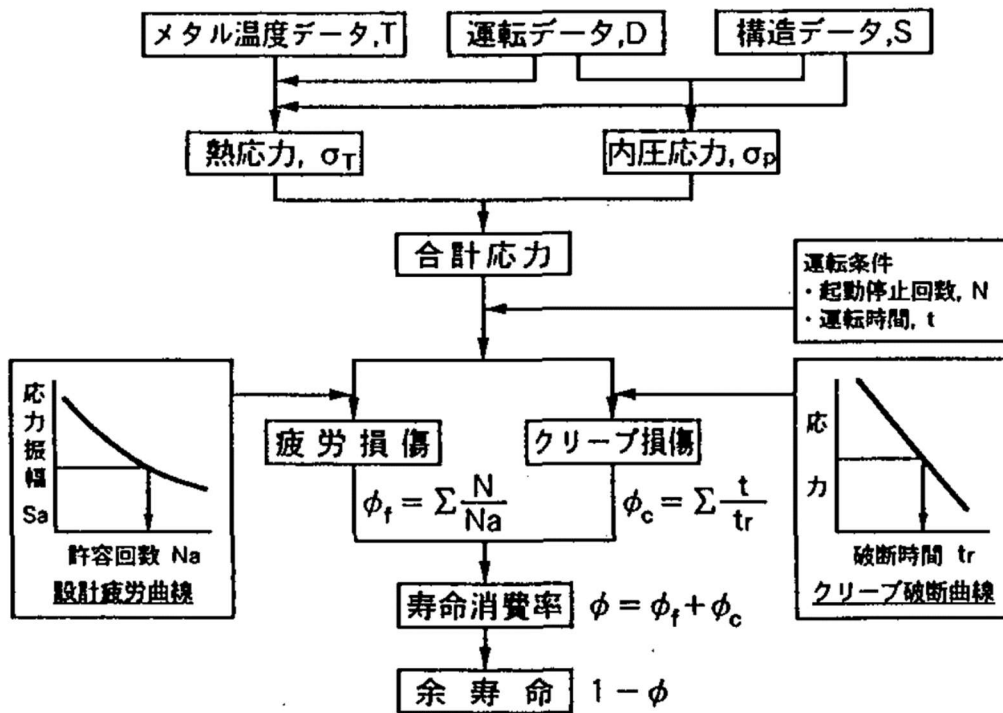 メタル温度データ,T
運転データ,D
構造データ,S
熱応力, σT
内圧応力, σp
合計応力
運転条件
・起動停止回数, N
・運転時間, t
応力振幅 Sa
許容回数 Na
設計疲労曲線
疲労損傷
クリープ損傷
ϕf = Σ N/Na
ϕc = Σ t/tr
応力
破断時間 tr
クリープ破断曲線
寿命消費率 ϕ = ϕf + ϕc
余寿命 1 − ϕ